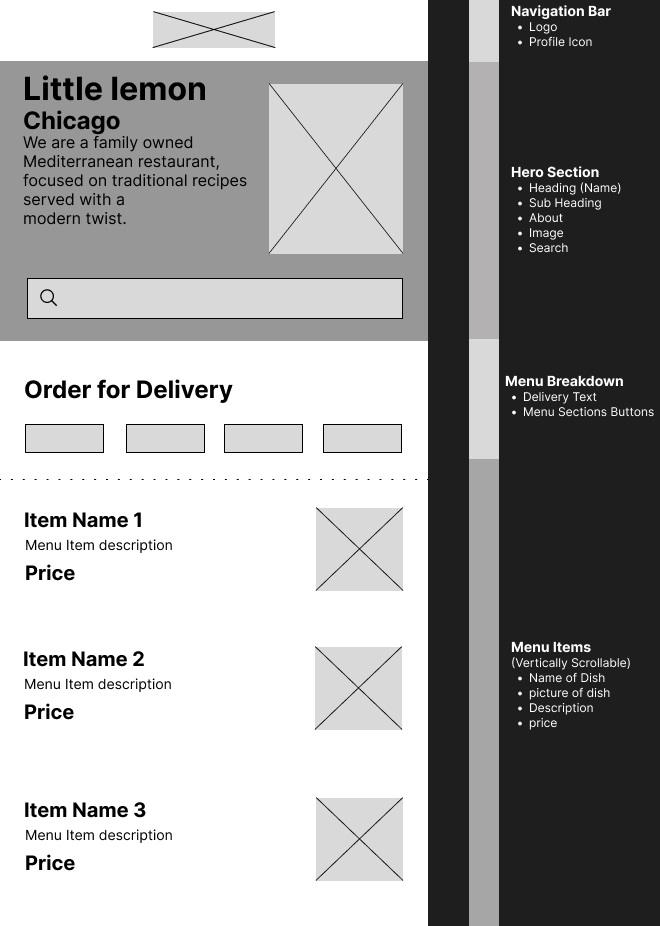 Little lemon
Chicago
We are a family owned
Mediterranean restaurant,
focused on traditional recipes
served with a
modern twist.
Order for Delivery
Item Name 1
Menu Item description
Price
Item Name 2
Menu Item description
Price
Item Name 3
Menu Item description
Price
Navigation Bar
• Logo
• Profile Icon
Hero Section
• Heading (Name)
• Sub Heading
• About
• Image
• Search
Menu Breakdown
• Delivery Text
• Menu Sections Buttons
Menu Items
(Vertically Scrollable)
• Name of Dish
• picture of dish
• Description
• price